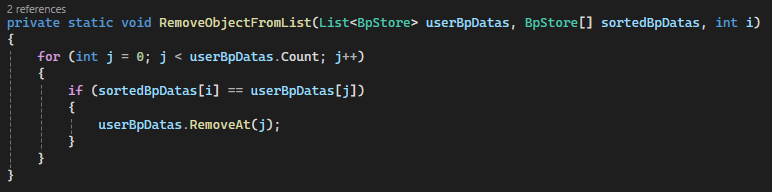 2 references
private static void RemoveObjectFromList(List<BpStore> userBpDatas, BpStore[] sortedBpDatas, int i)
{
    for (int j = 0; j < userBpDatas.Count; j++)
    {
        if (sortedBpDatas[i] == userBpDatas[j])
        {
            userBpDatas.RemoveAt(j);
        }
    }
}